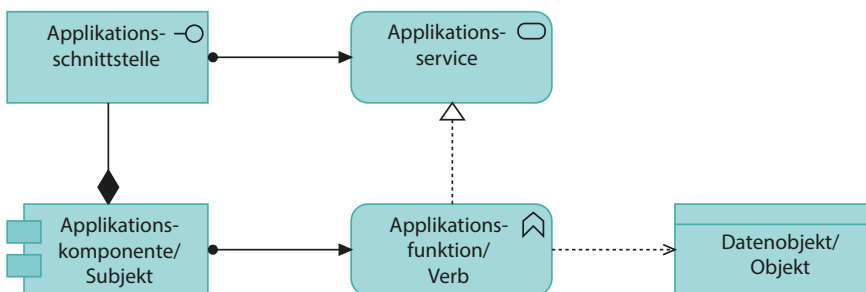 Applikations-
schnittstelle
Applikations-
service
Applikations-
komponente/
Subjekt
Applikations-
funktion/
Verb
Datenobjekt/
Objekt